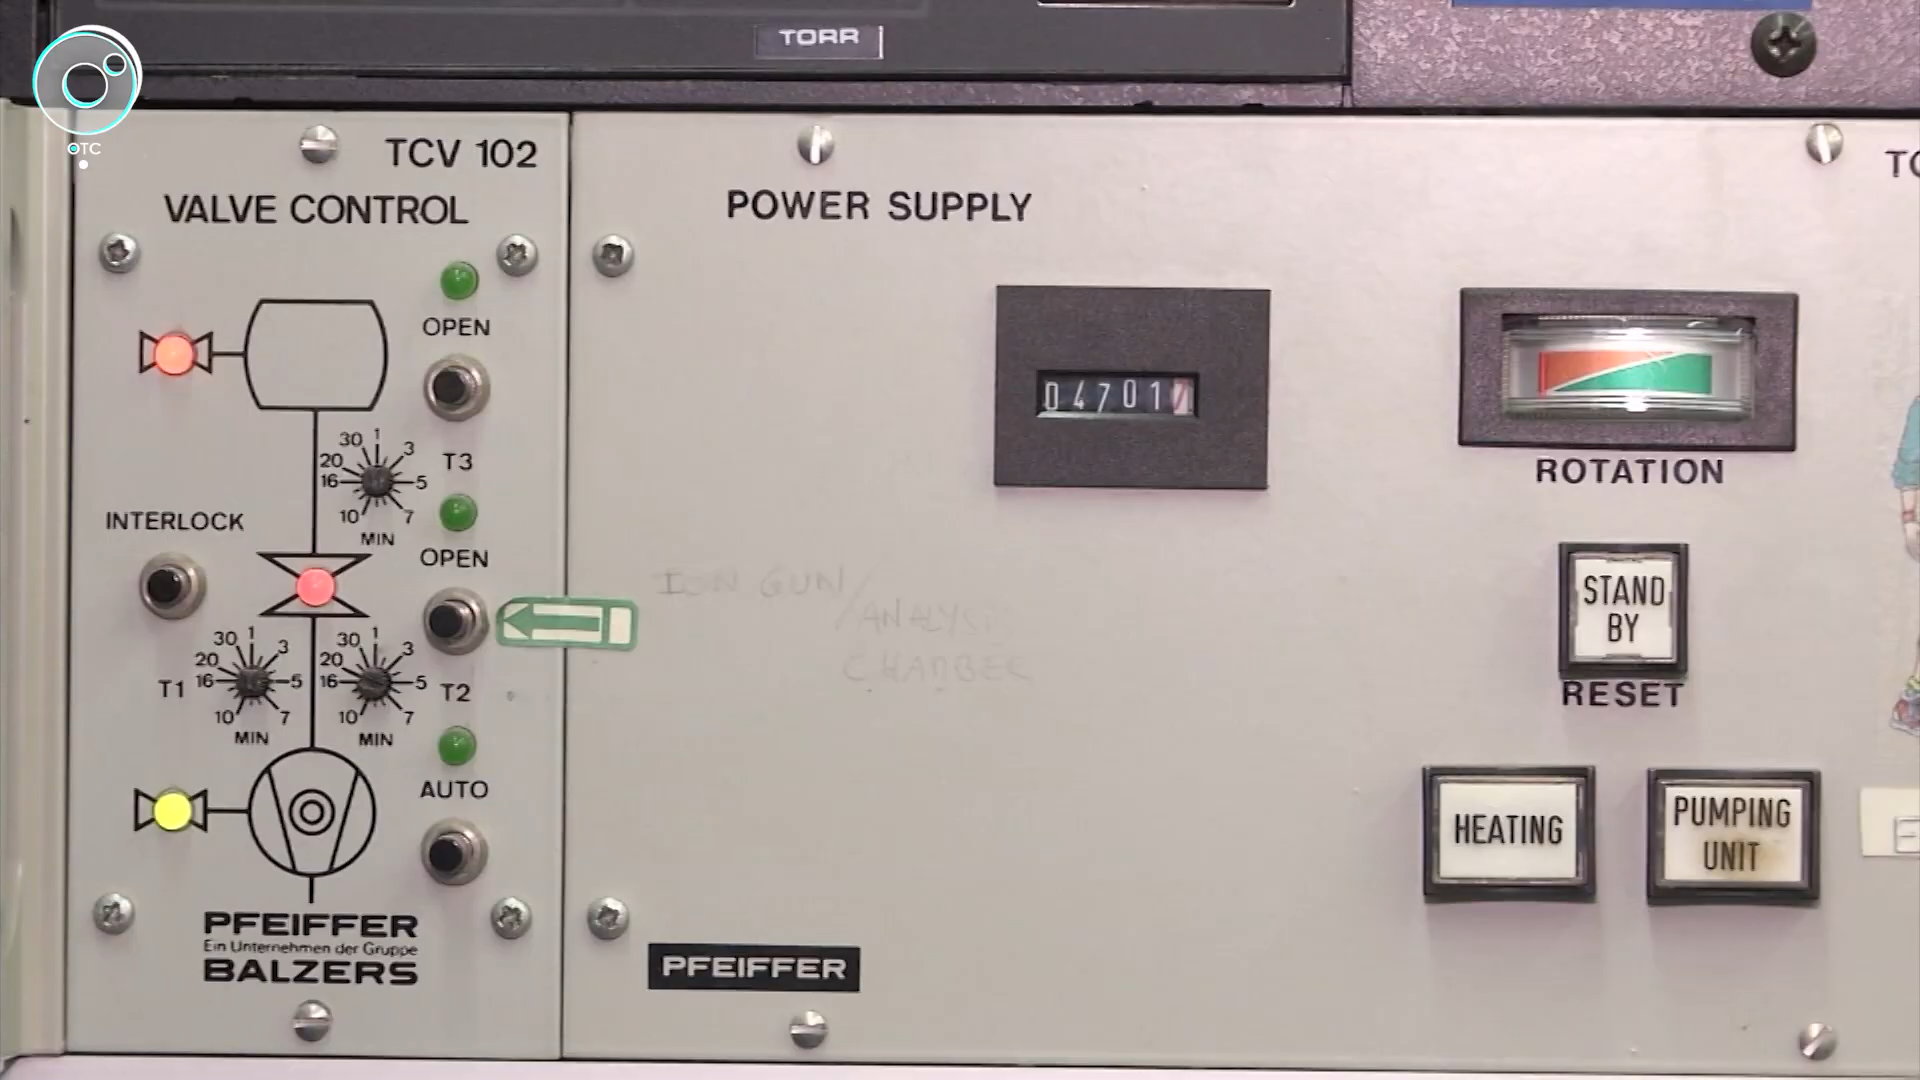 TORR
OTC
TCV 102
VALVE CONTROL
OPEN
30 1 3
20
16 5
10 7
MIN
T3
INTERLOCK
OPEN
30 1 3
20
16 5
10 7
MIN
T1
30 1 3
20
16 5
10 7
MIN
T2
AUTO
PFEIFFER
Ein Unternehmen der Gruppe
BALZERS
POWER SUPPLY
04701
ION GUN/
ANALYSIS
CHAMBER
PFEIFFER
ROTATION
STAND
BY
RESET
HEATING
PUMPING
UNIT